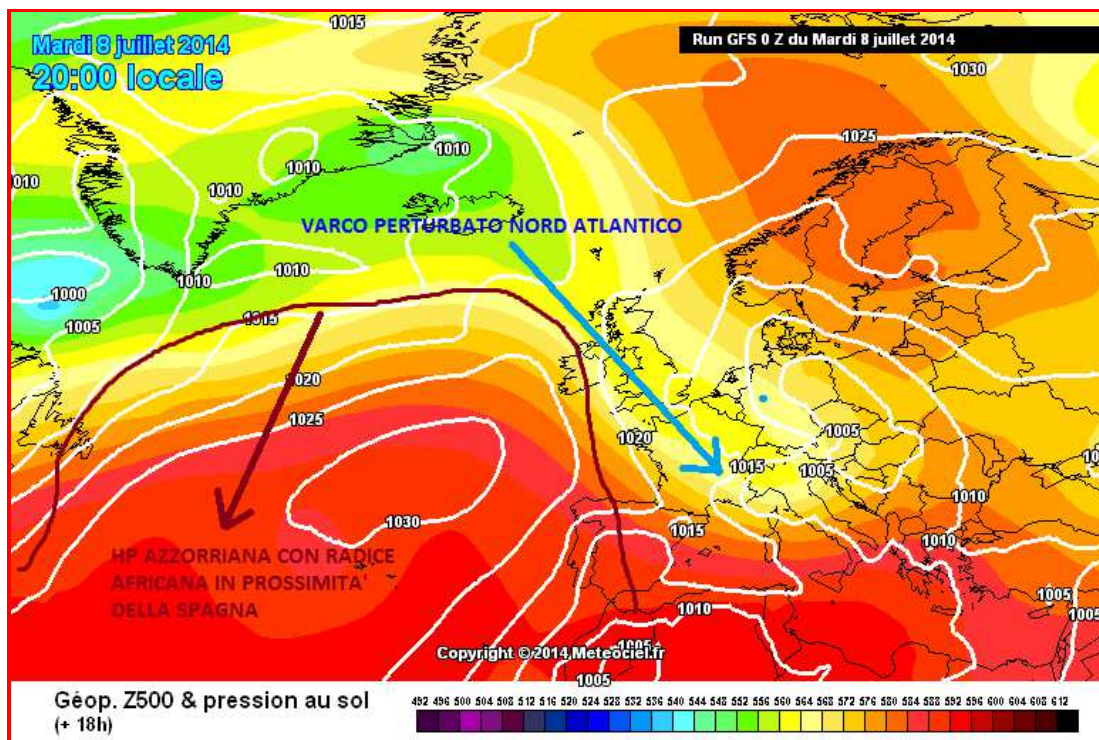 1015
Mardi 8 juillet 2014
Run GFS 0 Z du Mardi 8 juillet 2014
20:00 locale
1030
1025
1010
1010
010
1010
VARCO PERTURBATO NORD ATLANTICO
1010
1010
1000
1005
1015
1020
1025
1020
1005
1015
1005
1010
1030
1015
1010
HP AZZORRIANA CON RADICE
AFRICANA IN PROSSIMITA'
DELLA SPAGNA
1005
1005
1010
1005
Copyright © 2014 Meteociel.fr
1005
Géop. Z500 & pression au sol
(+ 18h)
492 496 500 504 508 512 516 520 524 528 532 536 540 544 548 552 556 560 564 568 572 576 580 584 588 592 596 600 604 608 612